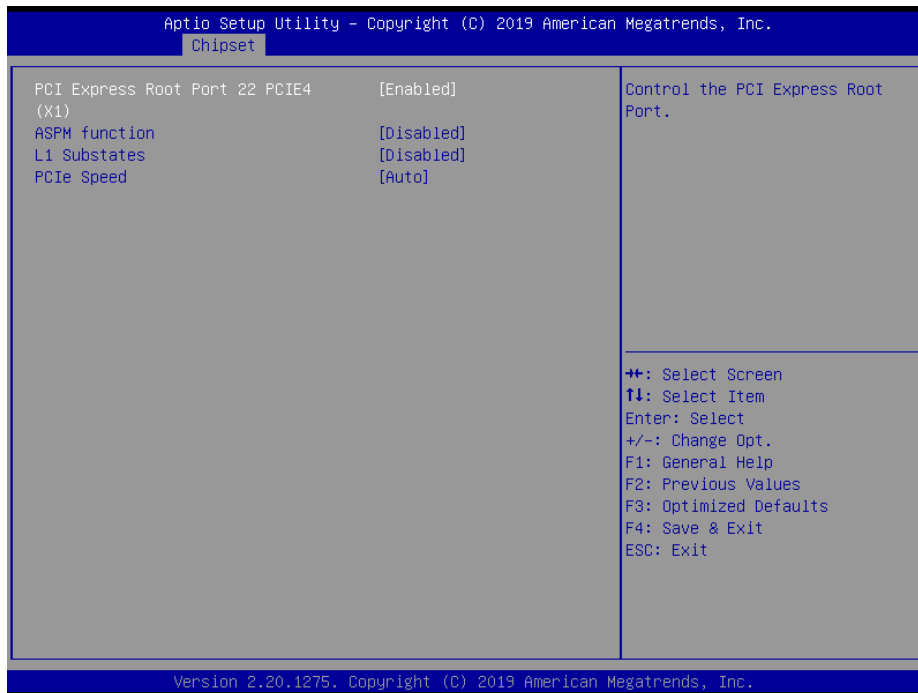 Aptio Setup Utility – Copyright (C) 2019 American Megatrends, Inc.
Chipset
PCI Express Root Port 22 PCIE4 [Enabled]
(X1)
ASPM function [Disabled]
L1 Substates [Disabled]
PCIe Speed [Auto]
Control the PCI Express Root
Port.
→←: Select Screen
↑↓: Select Item
Enter: Select
+/-: Change Opt.
F1: General Help
F2: Previous Values
F3: Optimized Defaults
F4: Save & Exit
ESC: Exit
Version 2.20.1275. Copyright (C) 2019 American Megatrends, Inc.